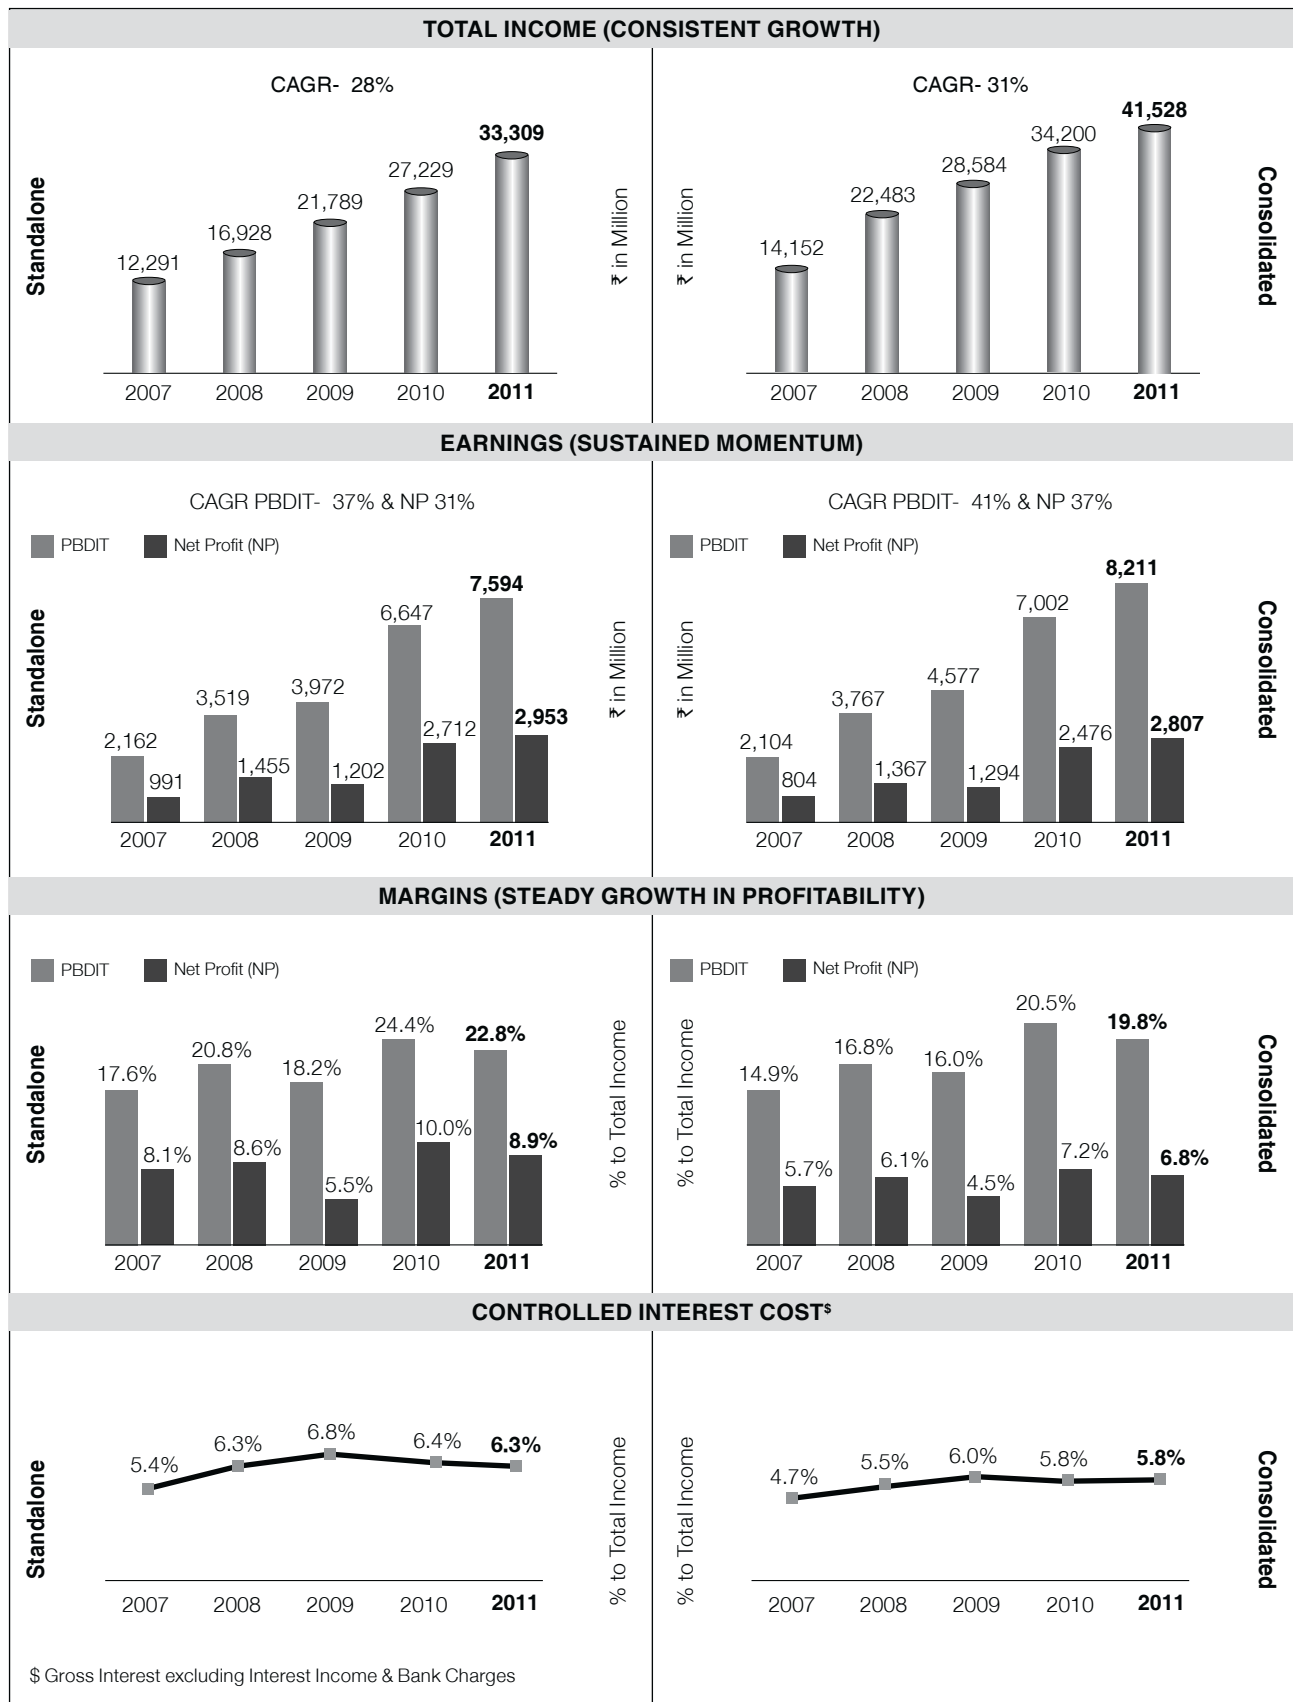 TOTAL INCOME (CONSISTENT GROWTH)
CAGR- 28%
Standalone
12,291
16,928
21,789
27,229
33,309
₹ in Million
2007 2008 2009 2010 2011
CAGR- 31%
₹ in Million
14,152
22,483
28,584
34,200
41,528
Consolidated
2007 2008 2009 2010 2011
EARNINGS (SUSTAINED MOMENTUM)
CAGR PBDIT- 37% & NP 31%
PBDIT Net Profit (NP)
Standalone
2,162
991
3,519
1,455
3,972
1,202
6,647
2,712
7,594
2,953
₹ in Million
2007 2008 2009 2010 2011
CAGR PBDIT- 41% & NP 37%
PBDIT Net Profit (NP)
₹ in Million
2,104
804
3,767
1,367
4,577
1,294
7,002
2,476
8,211
2,807
Consolidated
2007 2008 2009 2010 2011
MARGINS (STEADY GROWTH IN PROFITABILITY)
PBDIT Net Profit (NP)
Standalone
17.6%
8.1%
20.8%
8.6%
18.2%
5.5%
24.4%
10.0%
22.8%
8.9%
% to Total Income
2007 2008 2009 2010 2011
PBDIT Net Profit (NP)
% to Total Income
14.9%
5.7%
16.8%
6.1%
16.0%
4.5%
20.5%
7.2%
19.8%
6.8%
Consolidated
2007 2008 2009 2010 2011
CONTROLLED INTEREST COST$
Standalone
5.4%
6.3%
6.8%
6.4%
6.3%
% to Total Income
2007 2008 2009 2010 2011
% to Total Income
4.7%
5.5%
6.0%
5.8%
5.8%
Consolidated
2007 2008 2009 2010 2011
$ Gross Interest excluding Interest Income & Bank Charges